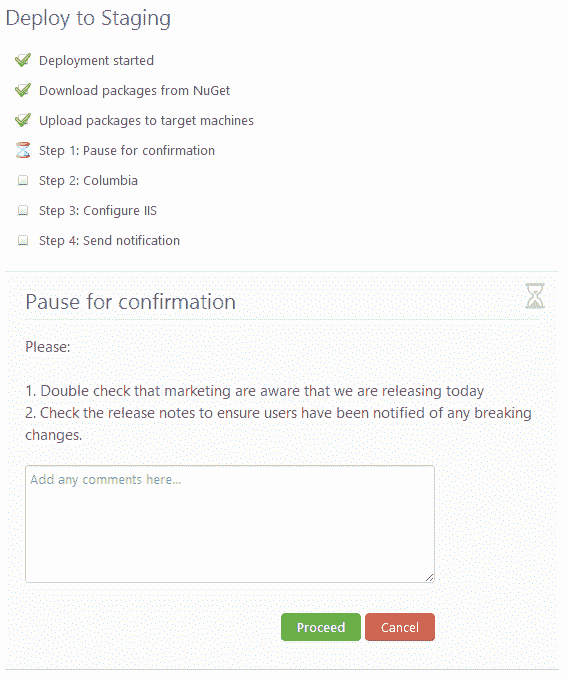 Deploy to Staging
Deployment started
Download packages from NuGet
Upload packages to target machines
Step 1: Pause for confirmation
Step 2: Columbia
Step 3: Configure IIS
Step 4: Send notification
Pause for confirmation
Please:
1. Double check that marketing are aware that we are releasing today
2. Check the release notes to ensure users have been notified of any breaking
changes.
Add any comments here...
Proceed Cancel